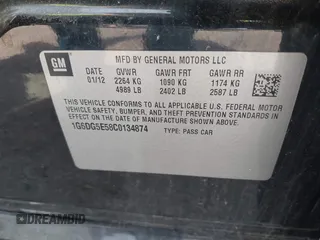 GM
MFD BY GENERAL MOTORS LLC
DATE GVWR GAWR FRT GAWR RR
01/12 2264 KG 1090 KG 1174 KG
4989 LB 2402 LB 2587 LB
THIS VEHICLE CONFORMS TO ALL APPLICABLE U.S. FEDERAL MOTOR
VEHICLE SAFETY, BUMPER, AND THEFT PREVENTION STANDARDS IN
EFFECT ON THE DATE OF MANUFACTURE SHOWN ABOVE.
1G6DG5E58C0134874 TYPE: PASS CAR
DREAMBID